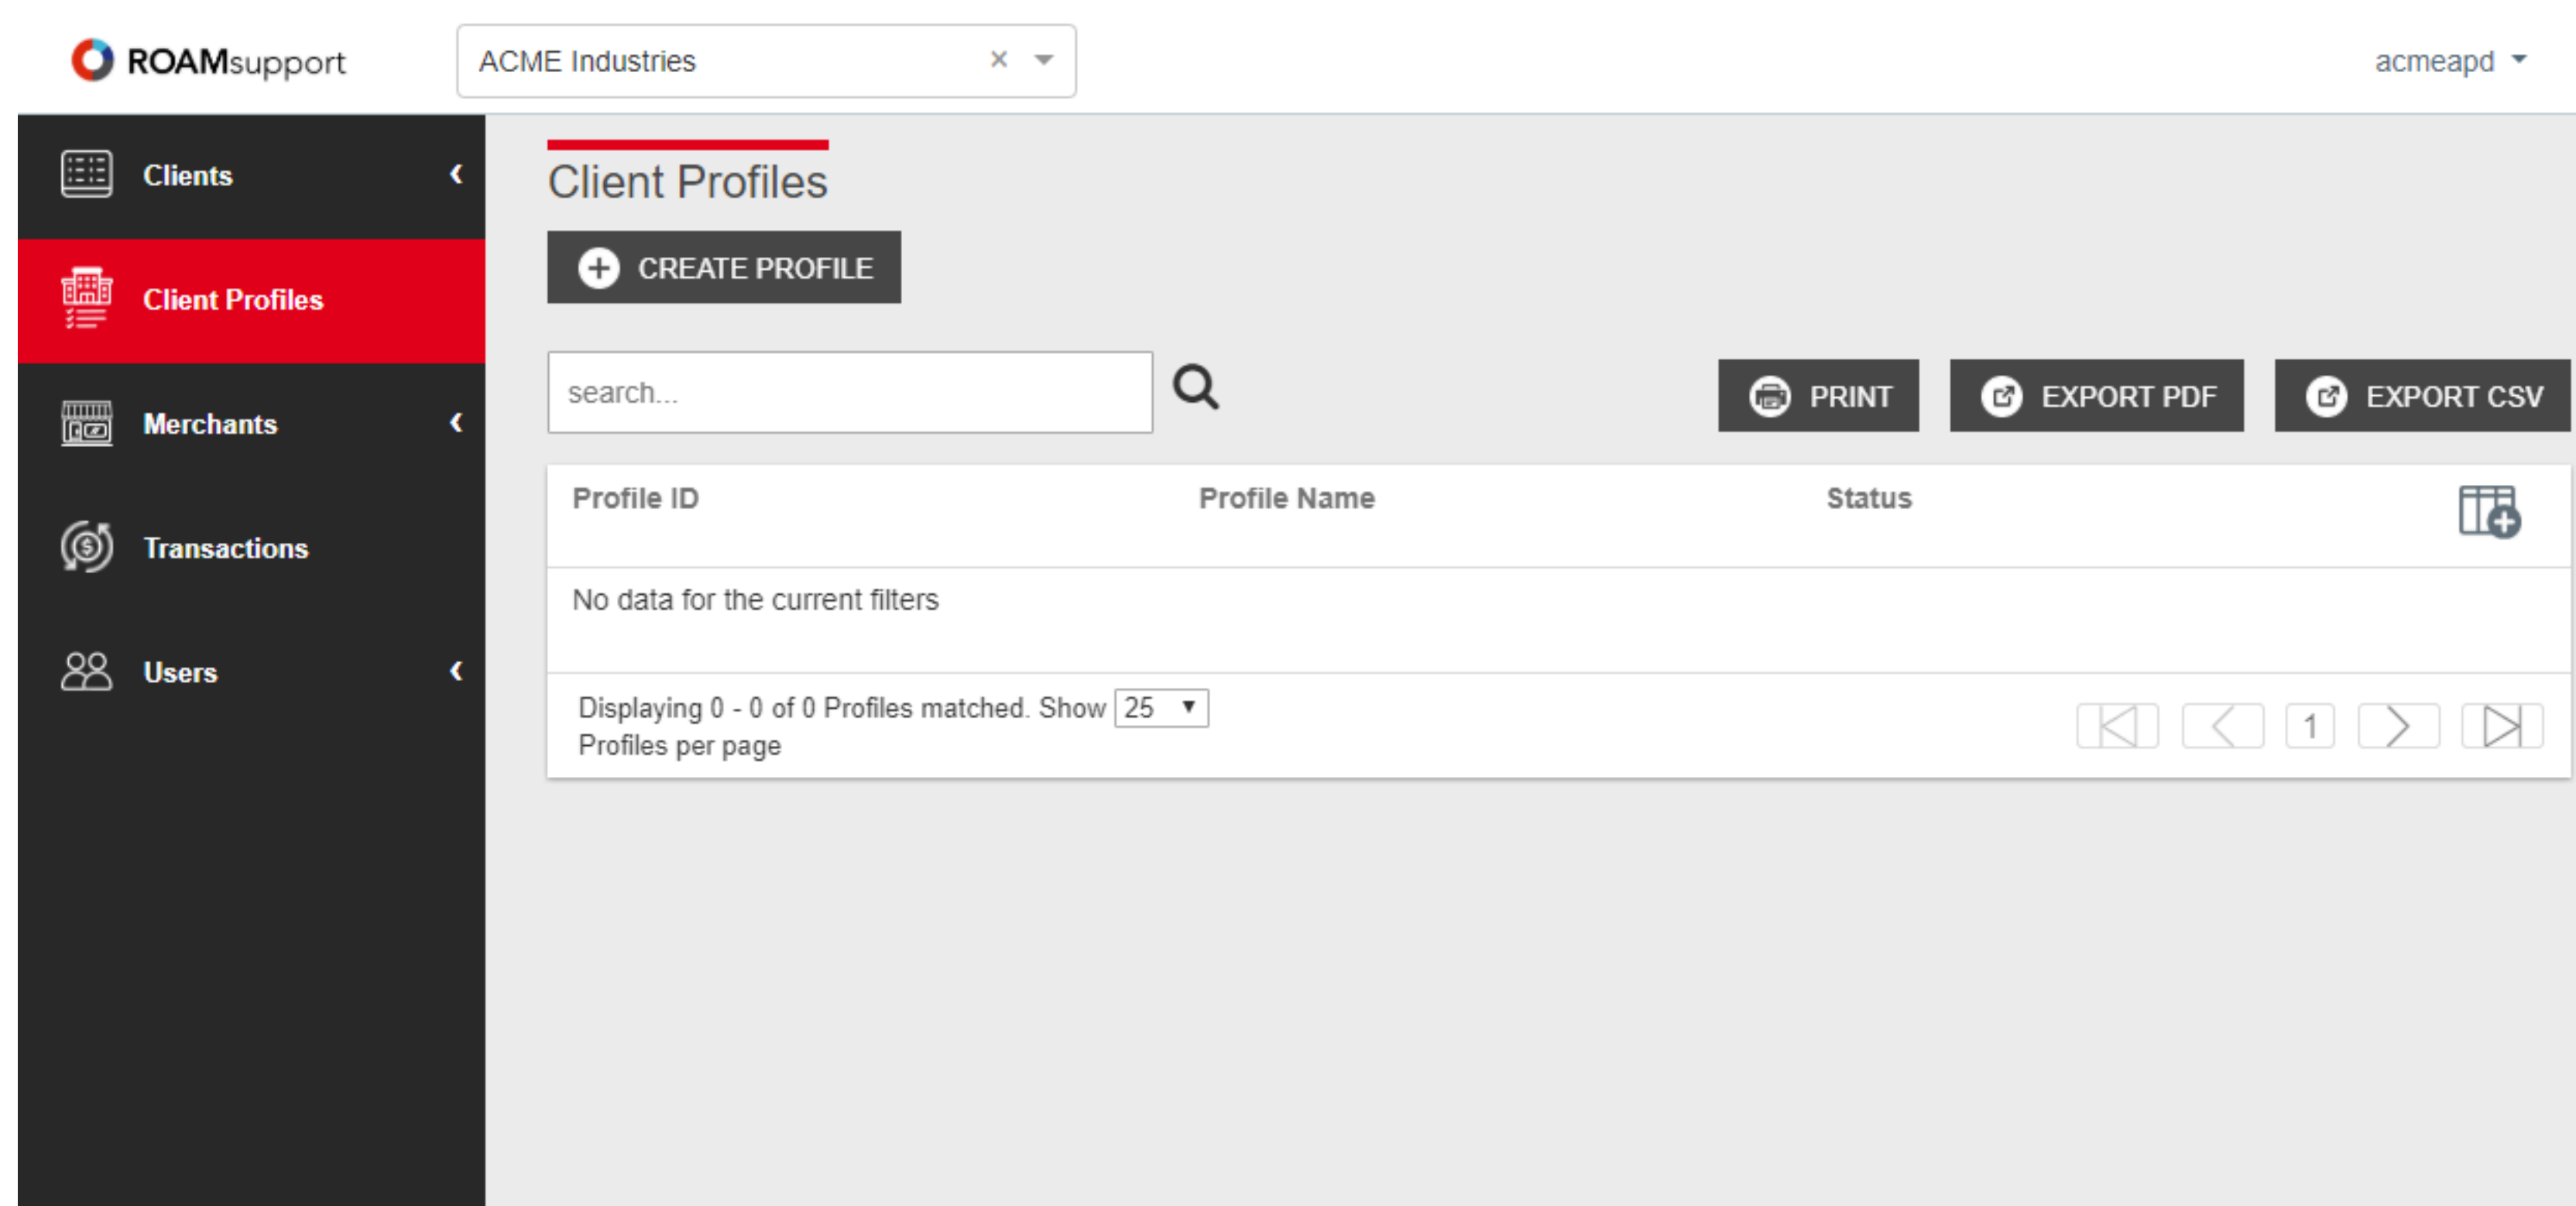 ROAMsupport
ACME Industries
acmeapd
Clients
Client Profiles
Merchants
Transactions
Users
Client Profiles
CREATE PROFILE
search...
PRINT
EXPORT PDF
EXPORT CSV
Profile ID Profile Name Status
No data for the current filters
Displaying 0 - 0 of 0 Profiles matched. Show 25
Profiles per page
1